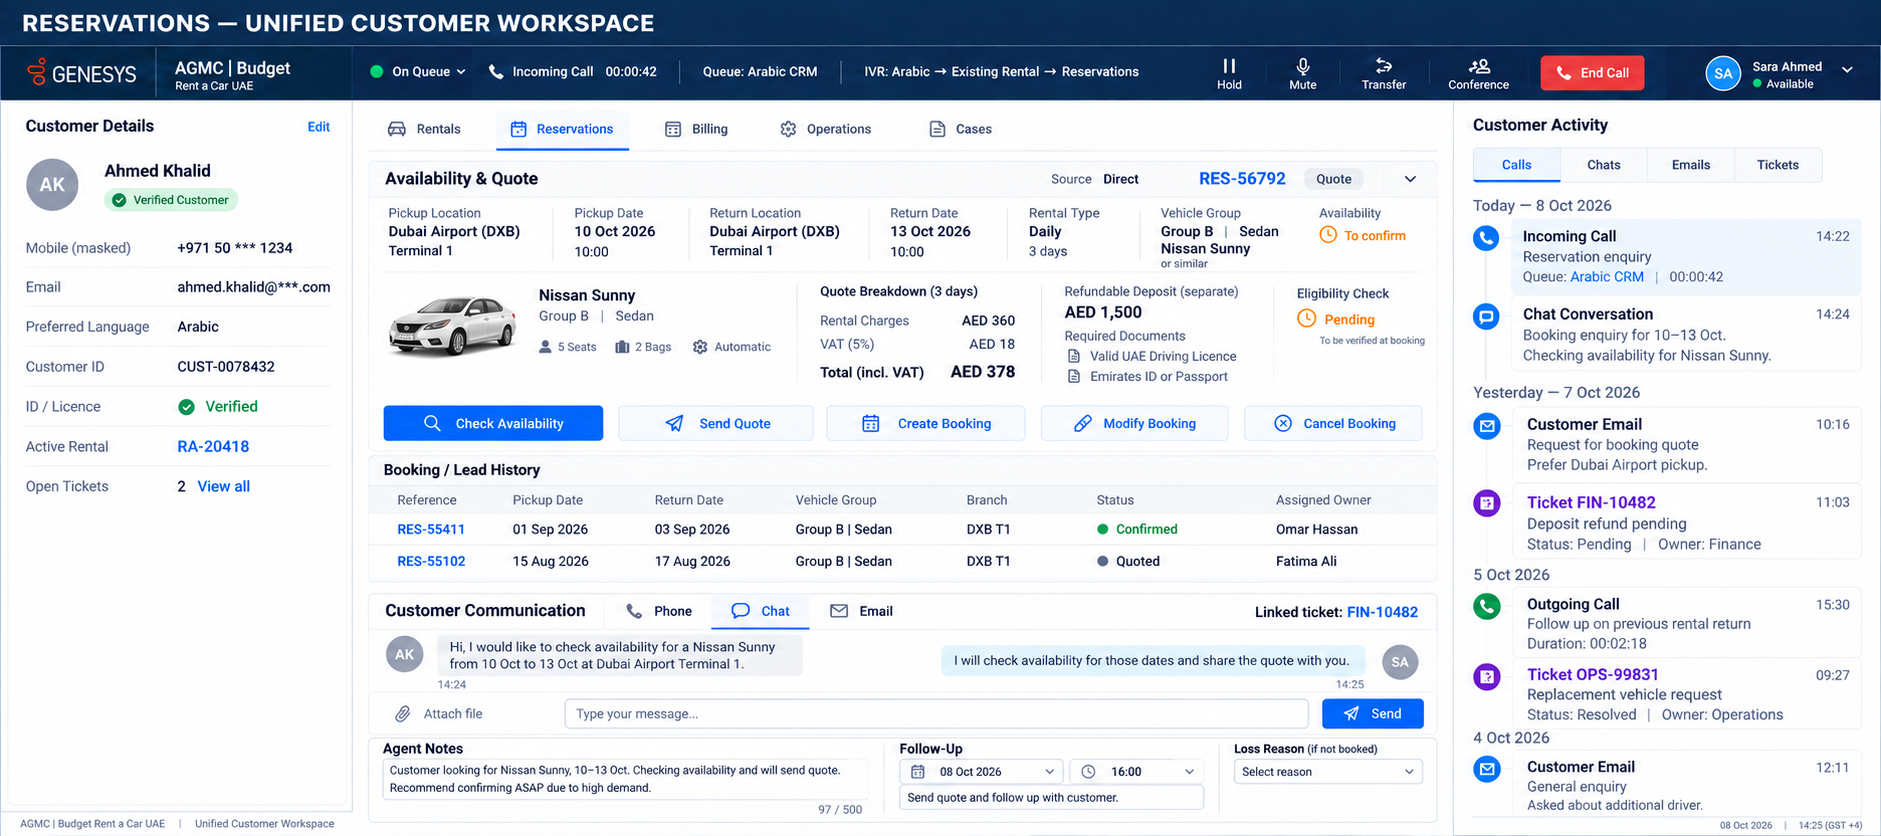 RESERVATIONS — UNIFIED CUSTOMER WORKSPACE
GENESYS
AGMC | Budget
Rent a Car UAE
On Queue
Incoming Call 00:00:42
Queue: Arabic CRM
IVR: Arabic → Existing Rental → Reservations
Hold
Mute
Transfer
Conference
End Call
SA
Sara Ahmed
Available
Customer Details
Edit
AK
Ahmed Khalid
Verified Customer
Mobile (masked) +971 50 *** 1234
Email ahmed.khalid@***.com
Preferred Language Arabic
Customer ID CUST-0078432
ID / Licence Verified
Active Rental RA-20418
Open Tickets 2 View all
AGMC | Budget Rent a Car UAE | Unified Customer Workspace
Rentals
Reservations
Billing
Operations
Cases
Availability & Quote
Source Direct
RES-56792
Quote
Pickup Location
Dubai Airport (DXB)
Terminal 1
Pickup Date
10 Oct 2026
10:00
Return Location
Dubai Airport (DXB)
Terminal 1
Return Date
13 Oct 2026
10:00
Rental Type
Daily
3 days
Vehicle Group
Group B | Sedan
Nissan Sunny
or similar
Availability
To confirm
Nissan Sunny
Group B | Sedan
5 Seats
2 Bags
Automatic
Quote Breakdown (3 days)
Rental Charges AED 360
VAT (5%) AED 18
Total (incl. VAT) AED 378
Refundable Deposit (separate)
AED 1,500
Required Documents
Valid UAE Driving Licence
Emirates ID or Passport
Eligibility Check
Pending
To be verified at booking
Check Availability
Send Quote
Create Booking
Modify Booking
Cancel Booking
Booking / Lead History
Reference Pickup Date Return Date Vehicle Group Branch Status Assigned Owner
RES-55411 01 Sep 2026 03 Sep 2026 Group B | Sedan DXB T1 Confirmed Omar Hassan
RES-55102 15 Aug 2026 17 Aug 2026 Group B | Sedan DXB T1 Quoted Fatima Ali
Customer Communication
Phone
Chat
Email
Linked ticket: FIN-10482
AK
Hi, I would like to check availability for a Nissan Sunny
from 10 Oct to 13 Oct at Dubai Airport Terminal 1.
14:24
I will check availability for those dates and share the quote with you.
SA
14:25
Attach file
Type your message...
Send
Agent Notes
Customer looking for Nissan Sunny, 10–13 Oct. Checking availability and will send quote.
Recommend confirming ASAP due to high demand.
97 / 500
Follow-Up
08 Oct 2026
16:00
Send quote and follow up with customer.
Loss Reason (if not booked)
Select reason
Customer Activity
Calls
Chats
Emails
Tickets
Today — 8 Oct 2026
Incoming Call 14:22
Reservation enquiry
Queue: Arabic CRM | 00:00:42
Chat Conversation 14:24
Booking enquiry for 10–13 Oct.
Checking availability for Nissan Sunny.
Yesterday — 7 Oct 2026
Customer Email 10:16
Request for booking quote
Prefer Dubai Airport pickup.
Ticket FIN-10482 11:03
Deposit refund pending
Status: Pending | Owner: Finance
5 Oct 2026
Outgoing Call 15:30
Follow up on previous rental return
Duration: 00:02:18
Ticket OPS-99831 09:27
Replacement vehicle request
Status: Resolved | Owner: Operations
4 Oct 2026
Customer Email 12:11
General enquiry
Asked about additional driver.
08 Oct 2026 | 14:25 (GST +4)